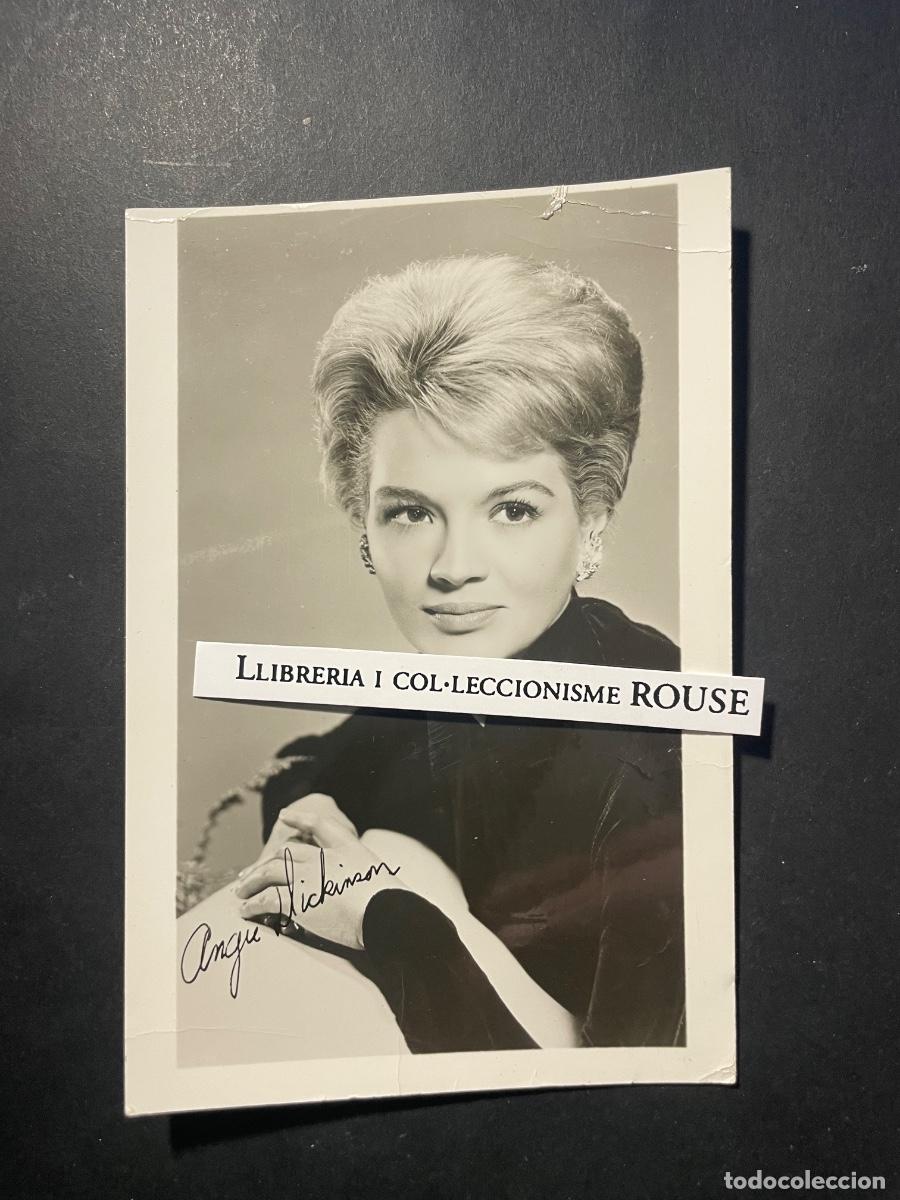 LLIBRERIA I COL·LECCIONISME ROUSE
Angie Dickinson
todocoleccion